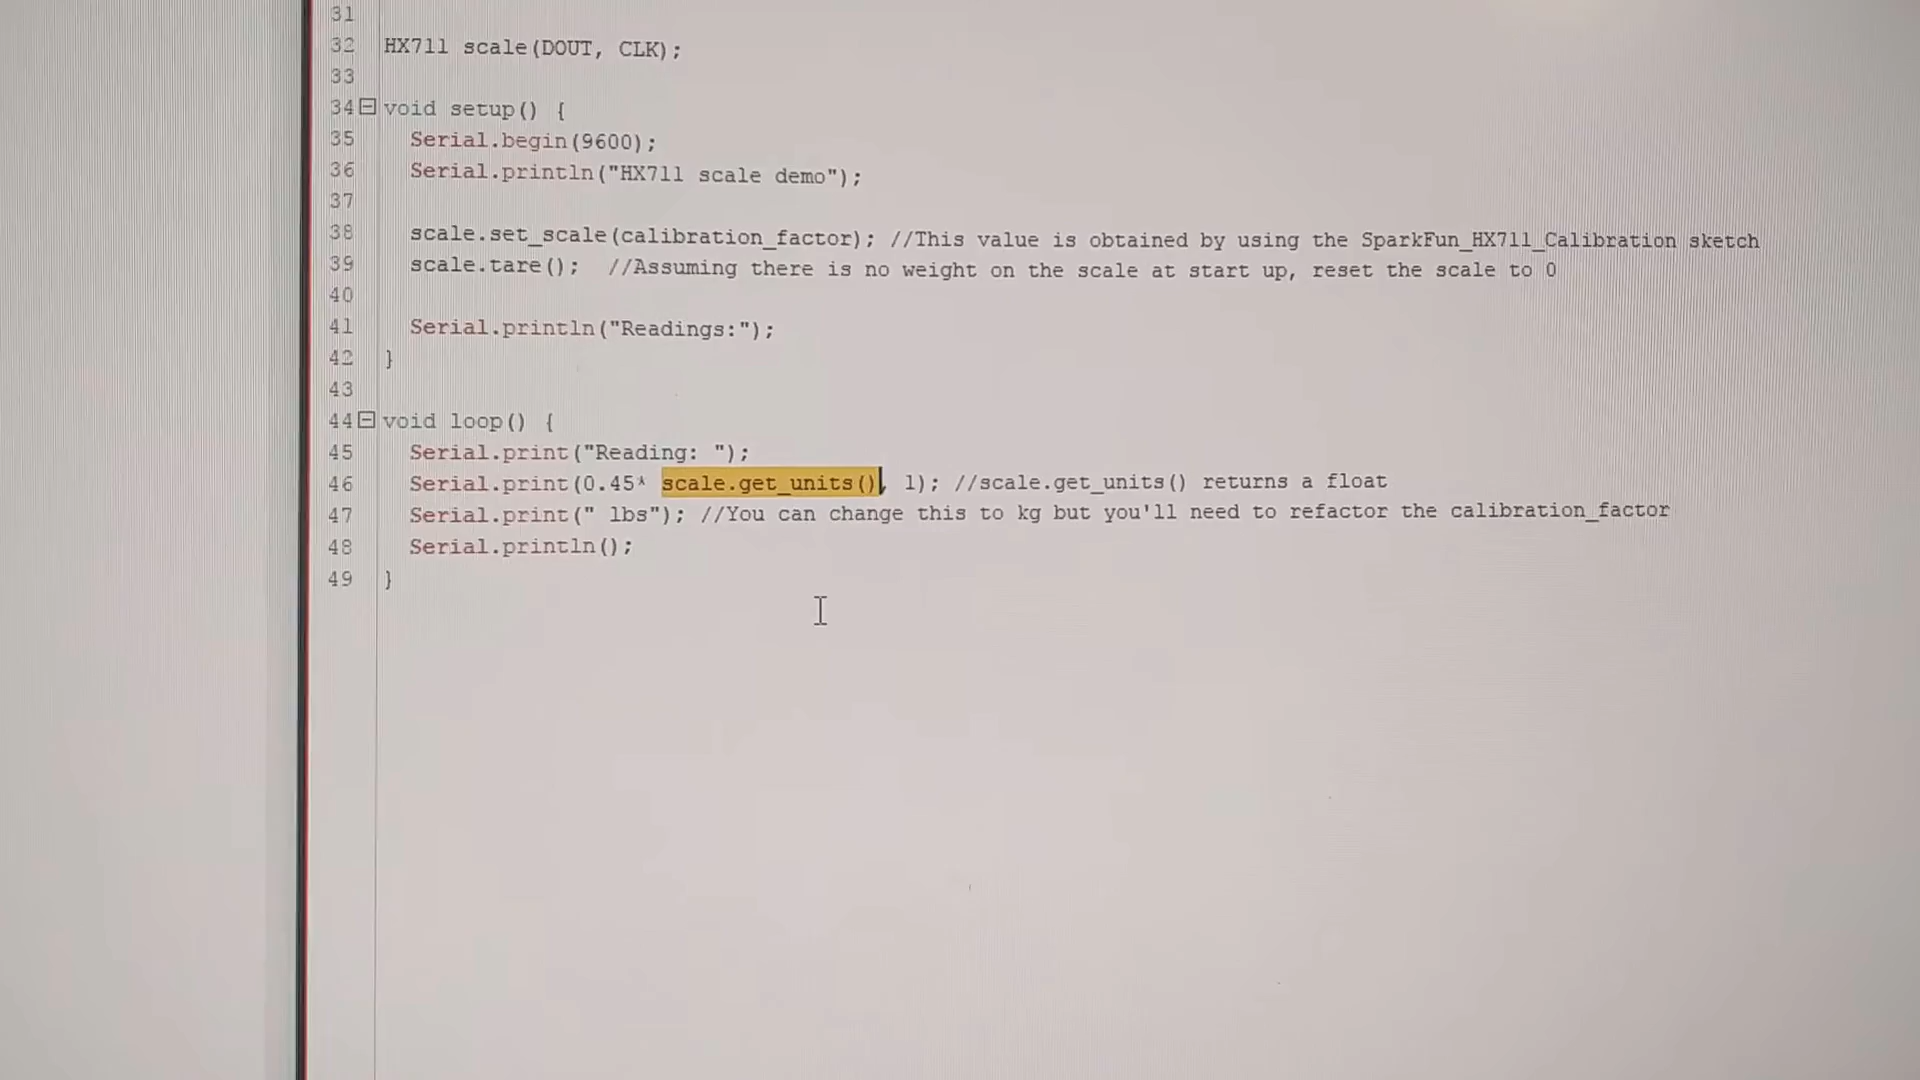 31
32 HX711 scale(DOUT, CLK);
33
34 void setup() {
35 Serial.begin(9600);
36 Serial.println("HX711 scale demo");
37
38 scale.set_scale(calibration_factor); //This value is obtained by using the SparkFun_HX711_Calibration sketch
39 scale.tare(); //Assuming there is no weight on the scale at start up, reset the scale to 0
40
41 Serial.println("Readings:");
42 }
43
44 void loop() {
45 Serial.print("Reading: ");
46 Serial.print(0.45* scale.get_units(), 1); //scale.get_units() returns a float
47 Serial.print(" lbs"); //You can change this to kg but you'll need to refactor the calibration_factor
48 Serial.println();
49 }